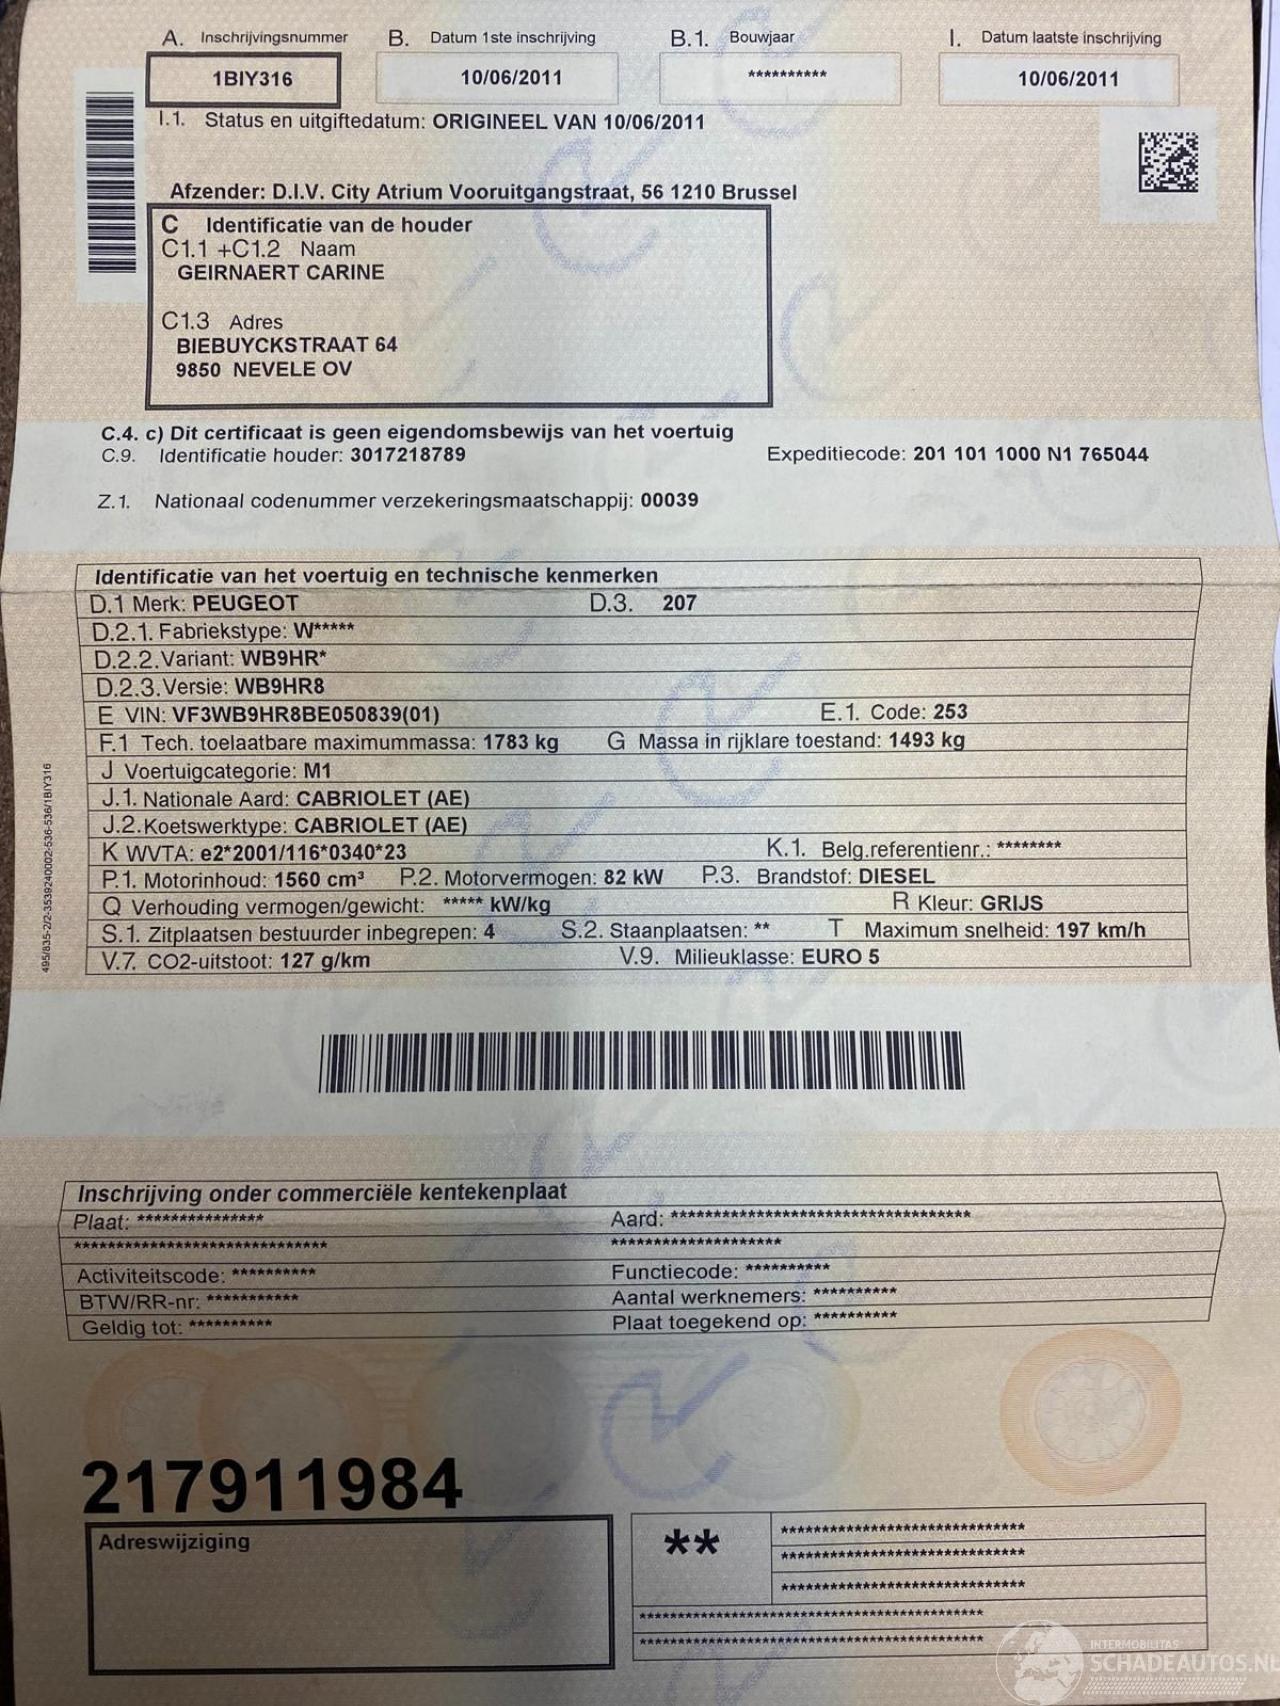 A. Inschrijvingsnummer B. Datum 1ste inschrijving B.1. Bouwjaar I. Datum laatste inschrijving
1BIY316 10/06/2011 ********** 10/06/2011
I.1. Status en uitgiftedatum: ORIGINEEL VAN 10/06/2011
Afzender: D.I.V. City Atrium Vooruitgangstraat, 56 1210 Brussel
C Identificatie van de houder
C1.1 +C1.2 Naam
GEIRNAERT CARINE
C1.3 Adres
BIEBUYCKSTRAAT 64
9850 NEVELE OV
C.4. c) Dit certificaat is geen eigendomsbewijs van het voertuig
C.9. Identificatie houder: 3017218789 Expeditiecode: 201 101 1000 N1 765044
Z.1. Nationaal codenummer verzekeringsmaatschappij: 00039
Identificatie van het voertuig en technische kenmerken
D.1 Merk: PEUGEOT D.3. 207
D.2.1. Fabriekstype: W*****
D.2.2. Variant: WB9HR*
D.2.3. Versie: WB9HR8
E VIN: VF3WB9HR8BE050839(01) E.1. Code: 253
F.1 Tech. toelaatbare maximummassa: 1783 kg G Massa in rijklare toestand: 1493 kg
J Voertuigcategorie: M1
J.1. Nationale Aard: CABRIOLET (AE)
J.2. Koetswerktype: CABRIOLET (AE)
K WVTA: e2*2001/116*0340*23 K.1. Belg.referentienr.: ********
P.1. Motorinhoud: 1560 cm³ P.2. Motorvermogen: 82 kW P.3. Brandstof: DIESEL
Q Verhouding vermogen/gewicht: ***** kW/kg R Kleur: GRIJS
S.1. Zitplaatsen bestuurder inbegrepen: 4 S.2. Staanplaatsen: ** T Maximum snelheid: 197 km/h
V.7. CO2-uitstoot: 127 g/km V.9. Milieuklasse: EURO 5
495/835-2/2-3539240002-536-536/1BIY316
Inschrijving onder commerciële kentekenplaat
Plaat: *************** Aard: ************************************
****************************** ********************
Activiteitscode: ********** Functiecode: **********
BTW/RR-nr: *********** Aantal werknemers: **********
Geldig tot: ********** Plaat toegekend op: **********
217911984
Adreswijziging
** ******************************
******************************
******************************
******************************************
******************************************
INTERMOBILITAS
SCHADEAUTOS.NL